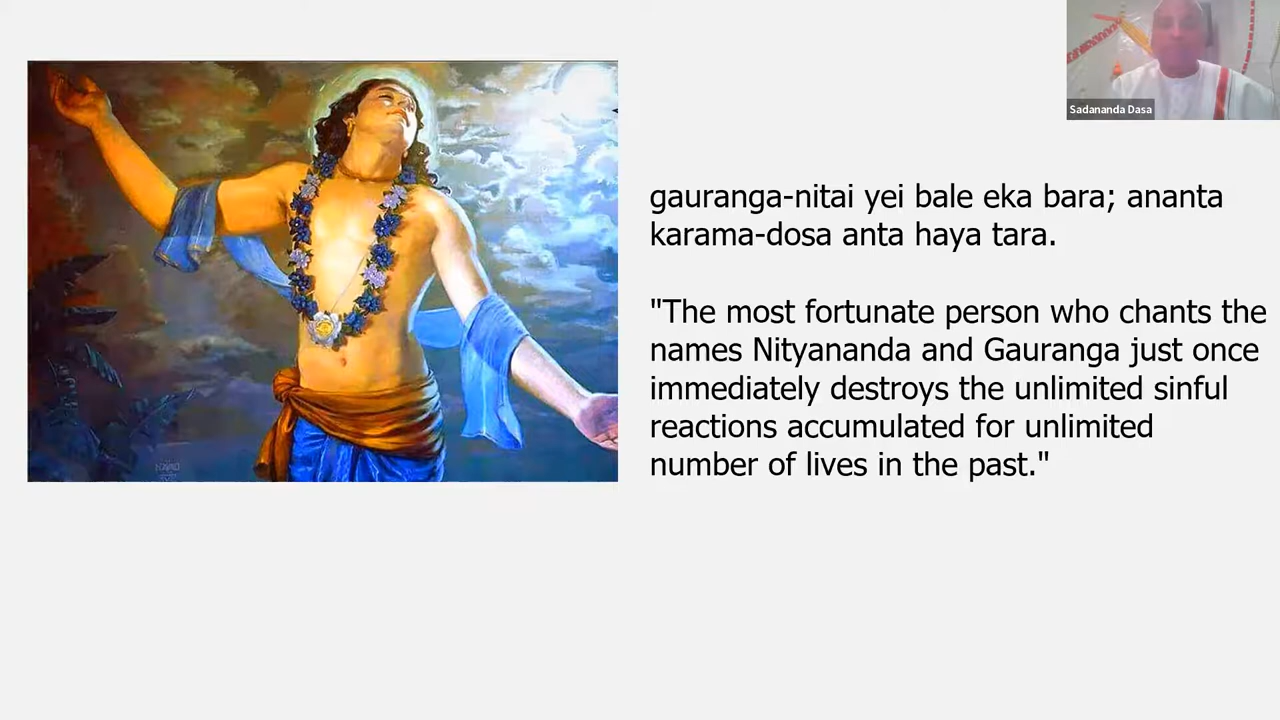 Sadananda Dasa
gauranga-nitai yei bale eka bara; ananta
karama-dosa anta haya tara.
"The most fortunate person who chants the
names Nityananda and Gauranga just once
immediately destroys the unlimited sinful
reactions accumulated for unlimited
number of lives in the past."